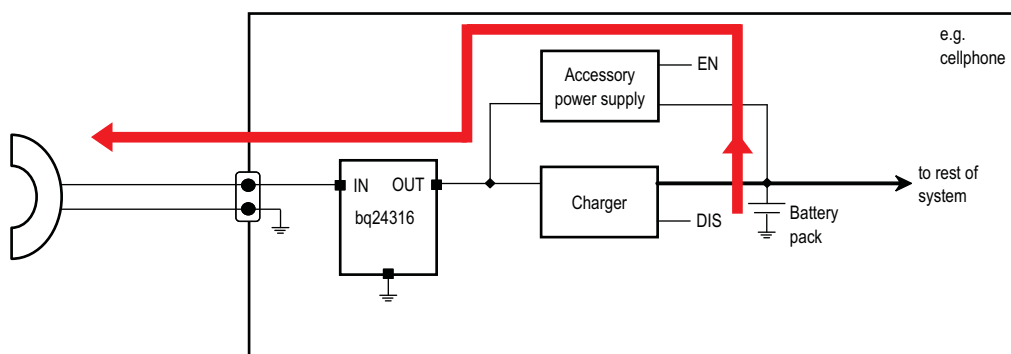 e.g.
cellphone
Accessory
power supply
EN
IN
OUT
bq24316
Charger
DIS
Battery
pack
to rest of
system